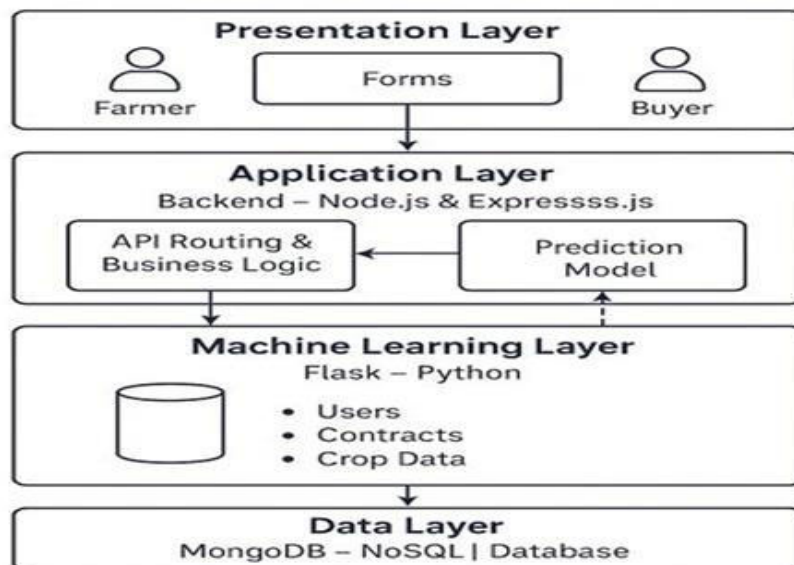 Presentation Layer
Forms
Farmer
Buyer
Application Layer
Backend – Node.js & Expressss.js
API Routing &
Business Logic
Prediction
Model
Machine Learning Layer
Flask – Python
• Users
• Contracts
• Crop Data
Data Layer
MongoDB – NoSQL | Database